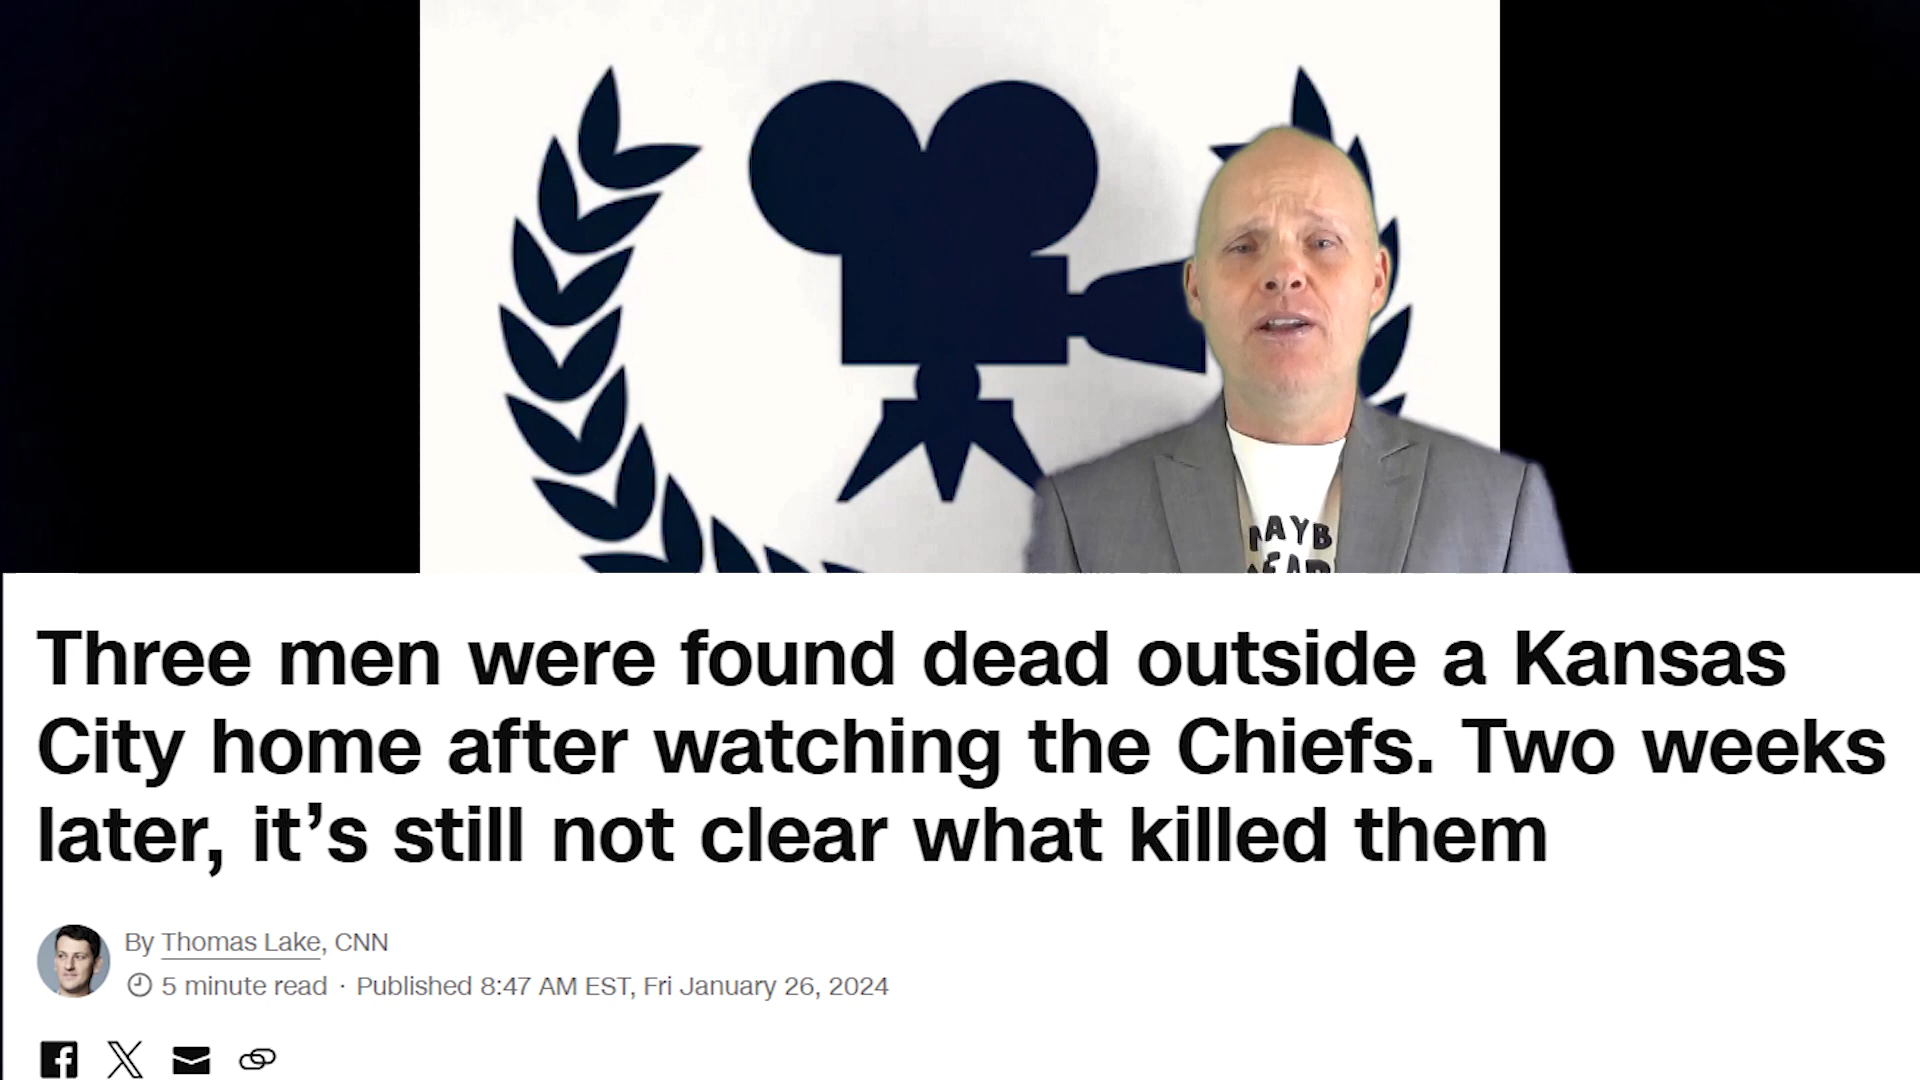 Three men were found dead outside a Kansas
City home after watching the Chiefs. Two weeks
later, it’s still not clear what killed them
By Thomas Lake, CNN
5 minute read · Published 8:47 AM EST, Fri January 26, 2024